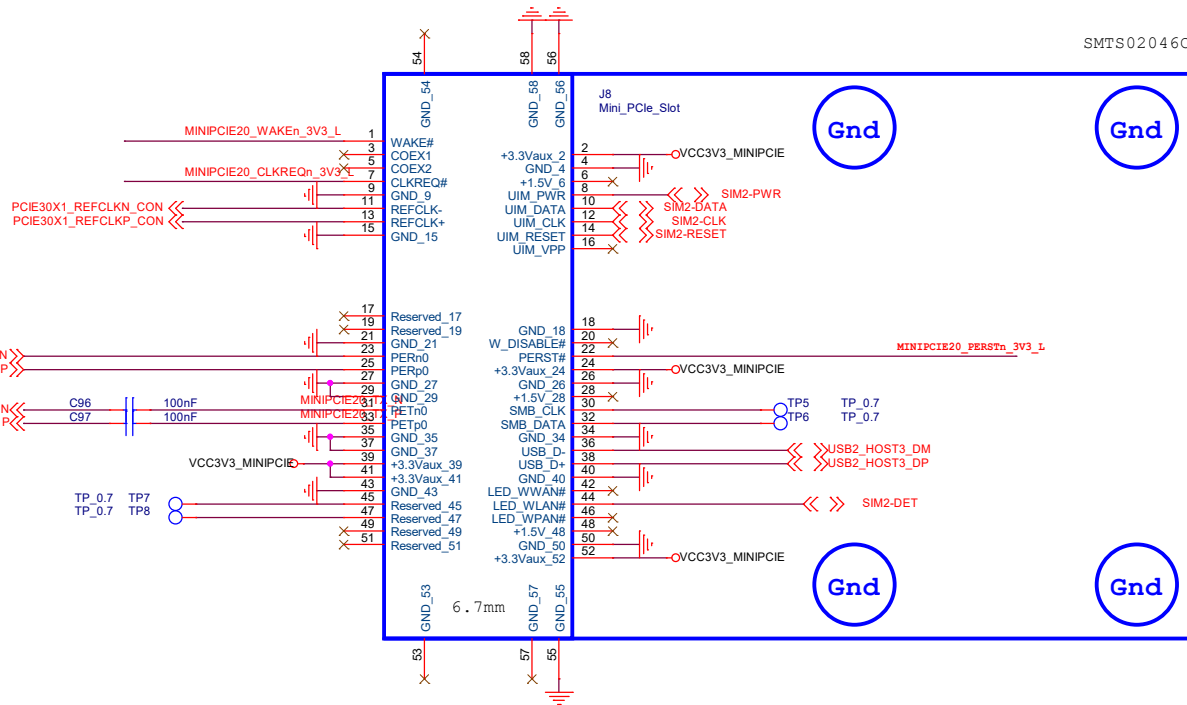 SMTS02046C
54
58
56
GND_54
GND_58
GND_56
J8
Mini_PCIe_Slot
Gnd
Gnd
MINIPCIE20_WAKEn_3V3_L
1
WAKE#
3
COEX1
5
COEX2
MINIPCIE20_CLKREQn_3V3_L
7
CLKREQ#
9
GND_9
PCIE30X1_REFCLKN_CON
11
REFCLK-
PCIE30X1_REFCLKP_CON
13
REFCLK+
15
GND_15
+3.3Vaux_2
2
VCC3V3_MINIPCIE
GND_4
4
+1.5V_6
6
UIM_PWR
8
SIM2-PWR
UIM_DATA
10
SIM2-DATA
UIM_CLK
12
SIM2-CLK
UIM_RESET
14
SIM2-RESET
UIM_VPP
16
17
Reserved_17
19
Reserved_19
21
GND_21
N
23
PERn0
P
25
PERp0
27
GND_27
29
GND_29
N
C96
100nF
31
PETn0
P
C97
100nF
33
PETp0
35
GND_35
37
GND_37
VCC3V3_MINIPCIE
39
+3.3Vaux_39
41
+3.3Vaux_41
43
GND_43
TP_0.7
TP7
45
Reserved_45
TP_0.7
TP8
47
Reserved_47
49
Reserved_49
51
Reserved_51
GND_18
18
W_DISABLE#
20
PERST#
22
MINIPCIE20_PERSTn_3V3_L
+3.3Vaux_24
24
VCC3V3_MINIPCIE
GND_26
26
+1.5V_28
28
SMB_CLK
30
TP5
TP_0.7
SMB_DATA
32
TP6
TP_0.7
GND_34
34
USB_D-
36
USB2_HOST3_DM
USB_D+
38
USB2_HOST3_DP
GND_40
40
LED_WWAN#
42
LED_WLAN#
44
SIM2-DET
LED_WPAN#
46
+1.5V_48
48
GND_50
50
+3.3Vaux_52
52
VCC3V3_MINIPCIE
Gnd
Gnd
GND_53
6.7mm
GND_57
GND_55
53
57
55